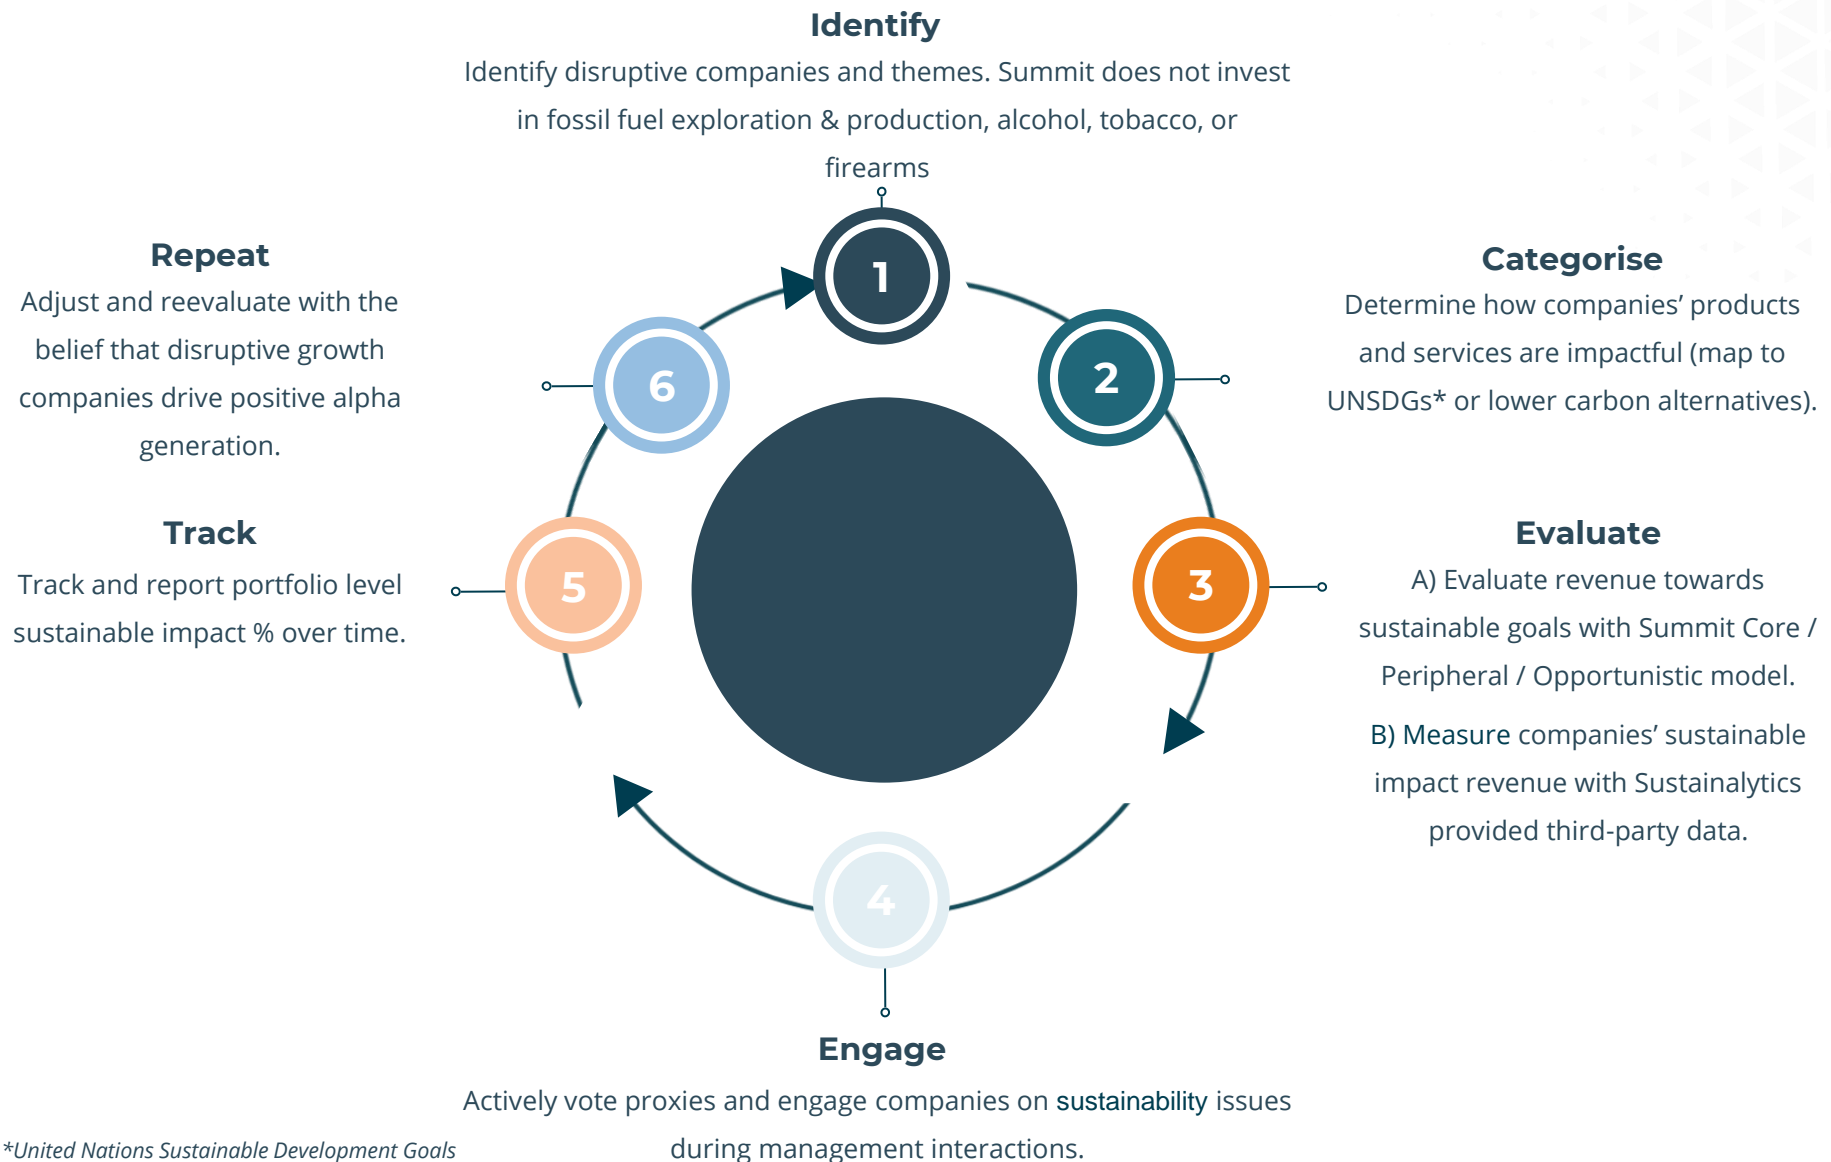 Identify
Identify disruptive companies and themes. Summit does not invest
in fossil fuel exploration & production, alcohol, tobacco, or
firearms
1
Categorise
Determine how companies’ products
and services are impactful (map to
UNSDGs* or lower carbon alternatives).
2
Evaluate
A) Evaluate revenue towards
sustainable goals with Summit Core /
Peripheral / Opportunistic model.
B) Measure companies’ sustainable
impact revenue with Sustainalytics
provided third-party data.
3
4
Engage
Actively vote proxies and engage companies on sustainability issues
during management interactions.
Track
Track and report portfolio level
sustainable impact % over time.
5
Repeat
Adjust and reevaluate with the
belief that disruptive growth
companies drive positive alpha
generation.
6
*United Nations Sustainable Development Goals